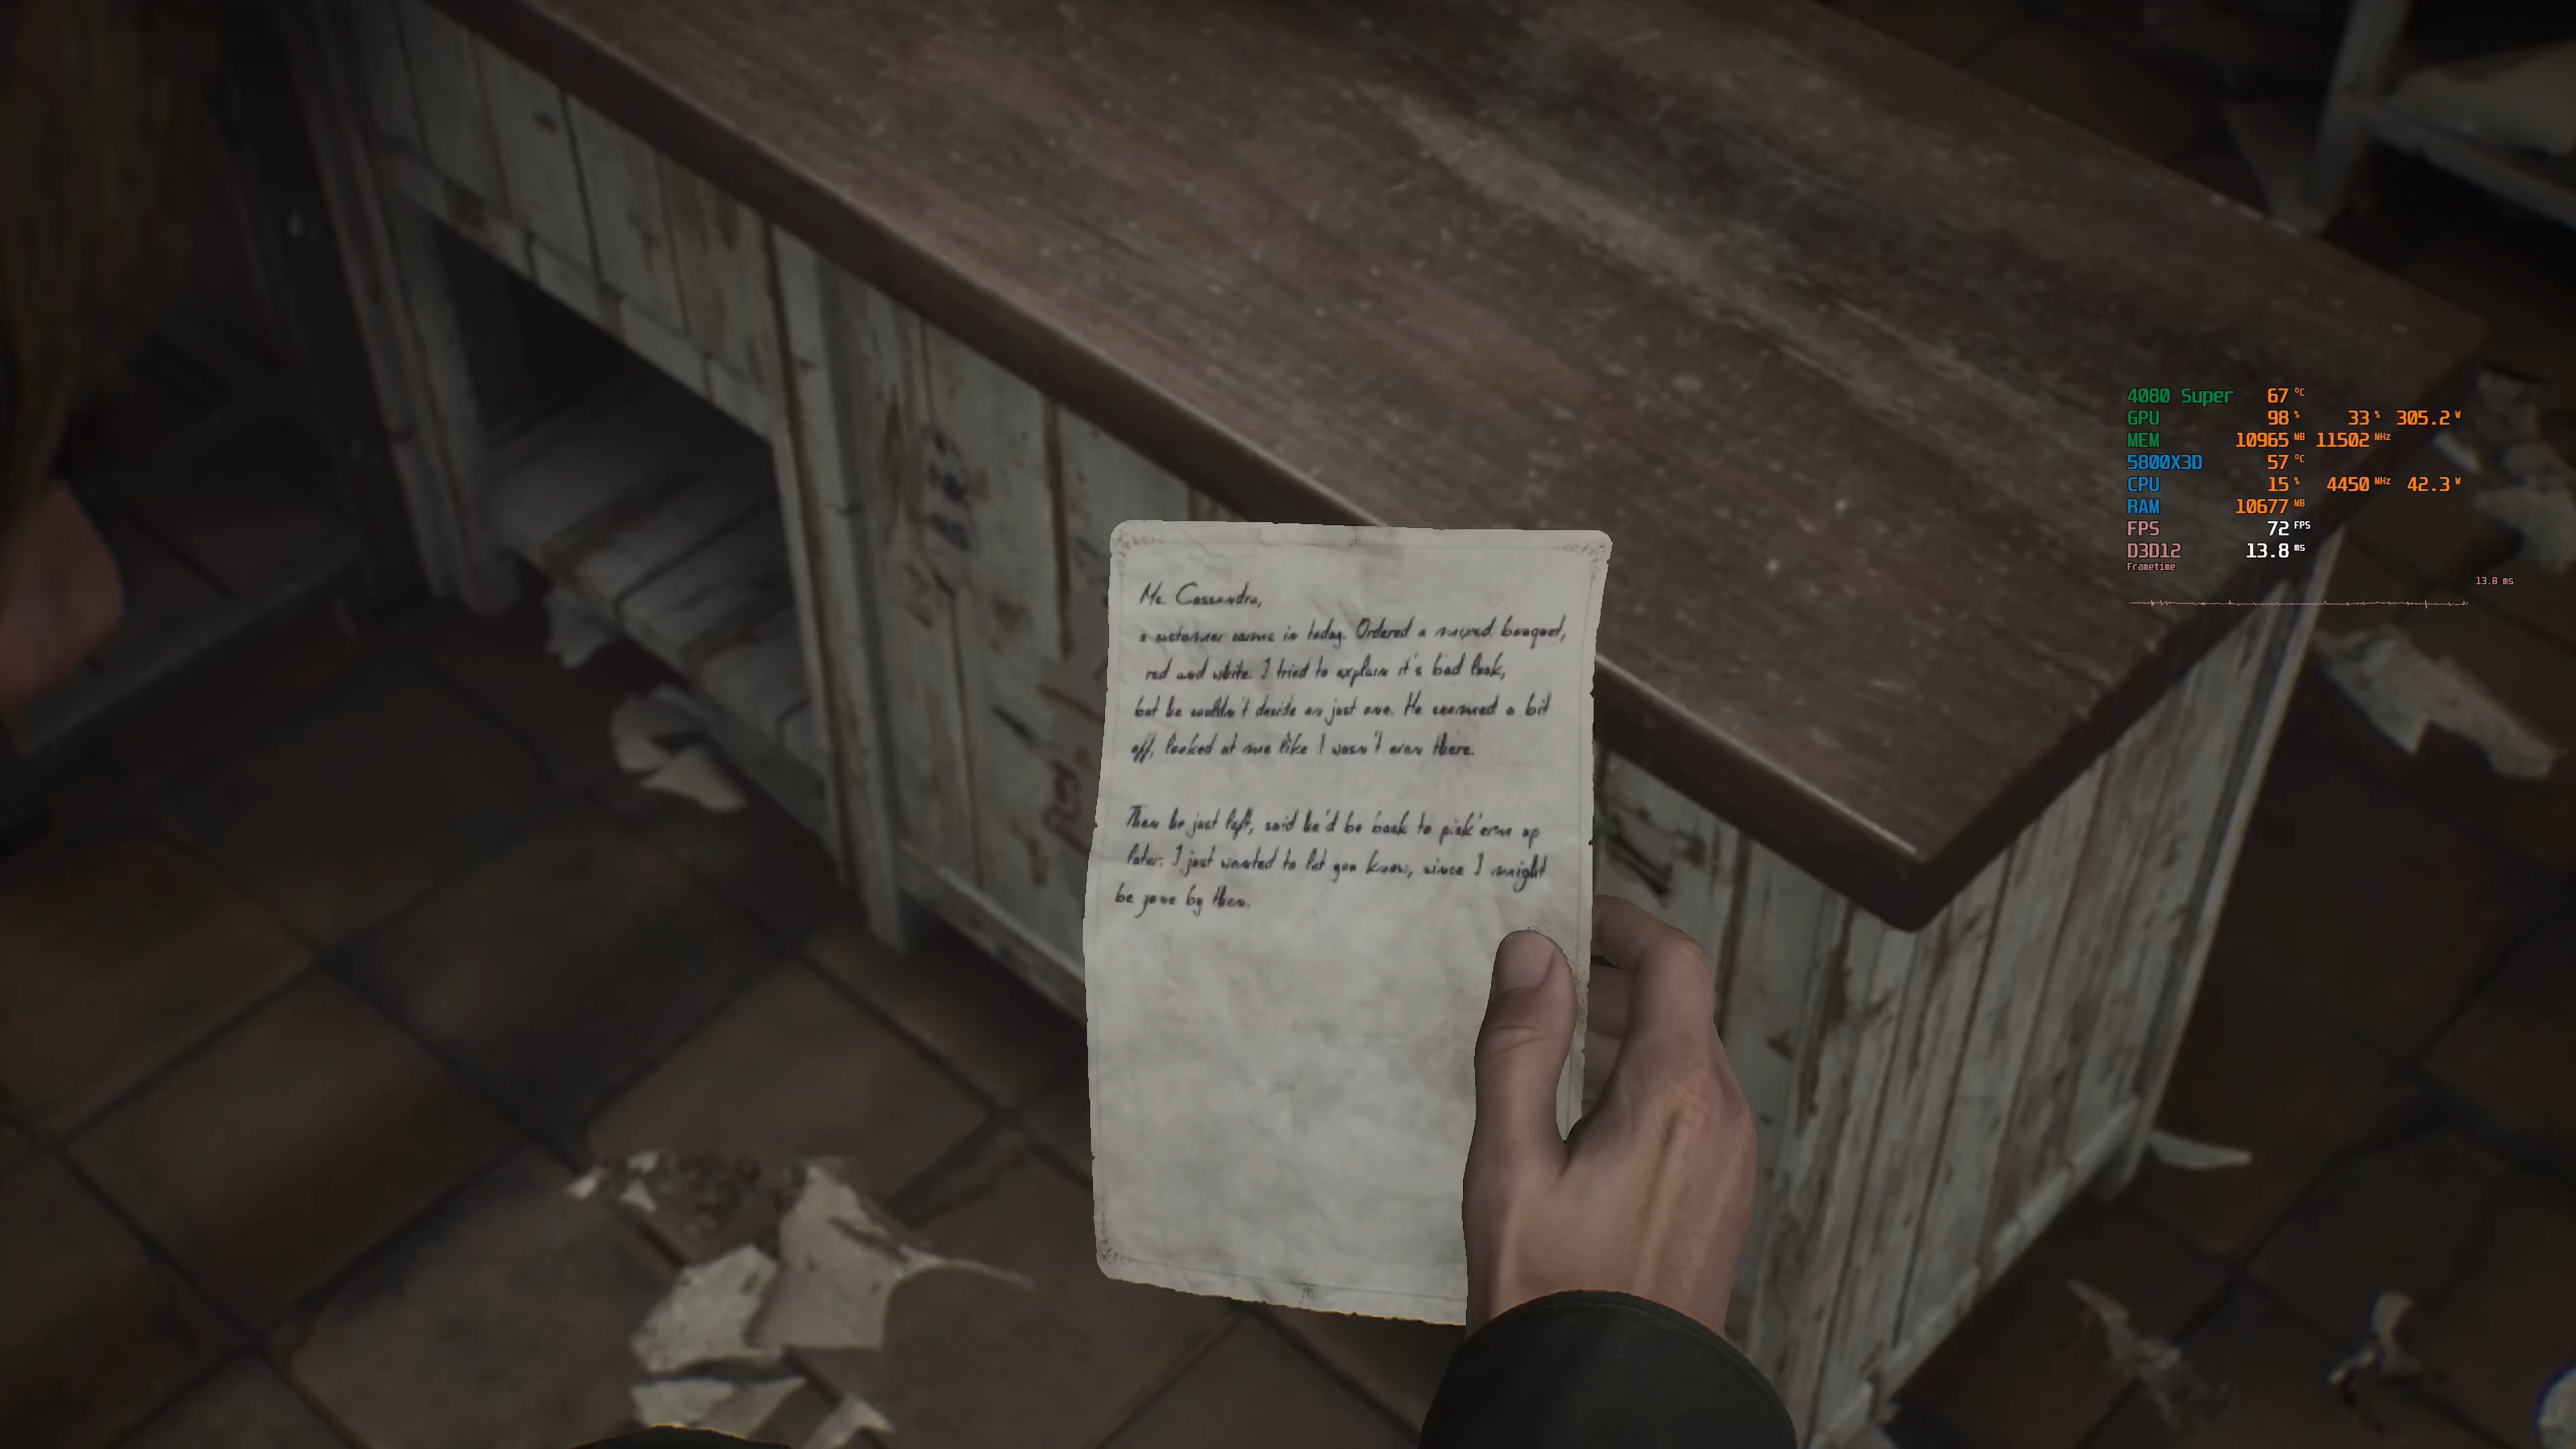 Ms. Cassandra,
a customer came in today. Ordered a mixed bouquet,
red and white. I tried to explain it's bad luck,
but he wouldn't decide on just one. He seemed a bit
off, looked at me like I wasn't even there.
Then he just left, said he'd be back to pick 'em up
later. I just wanted to let you know, since I might
be gone by then.
4080 Super 67 °C
GPU 98 % 33 % 305.2 W
MEM 10965 MB 11502 MHz
5800X3D 57 °C
CPU 15 % 4450 MHz 42.3 W
RAM 10677 MB
FPS 72 FPS
D3D12 13.8 ms
Frametime
13.8 ms